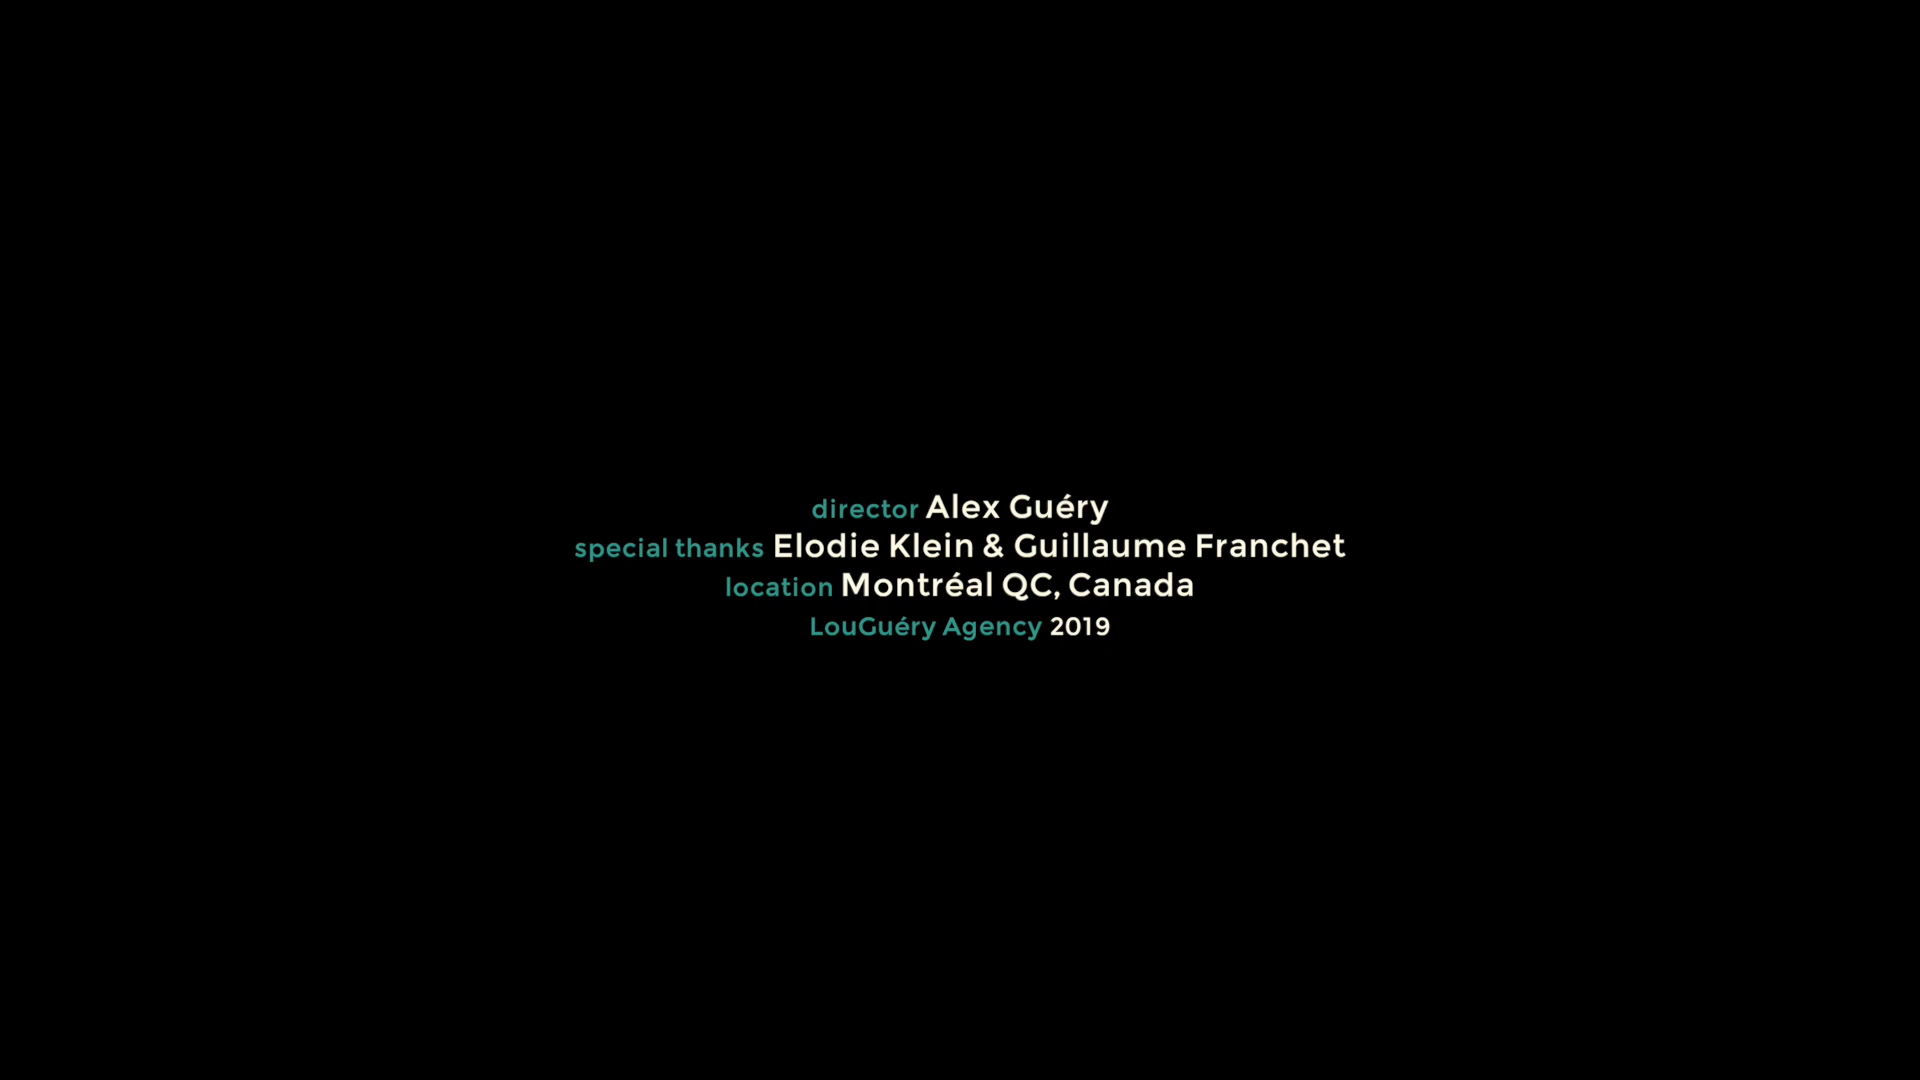 director Alex Guéry
special thanks Elodie Klein & Guillaume Franchet
location Montréal QC, Canada
LouGuéry Agency 2019